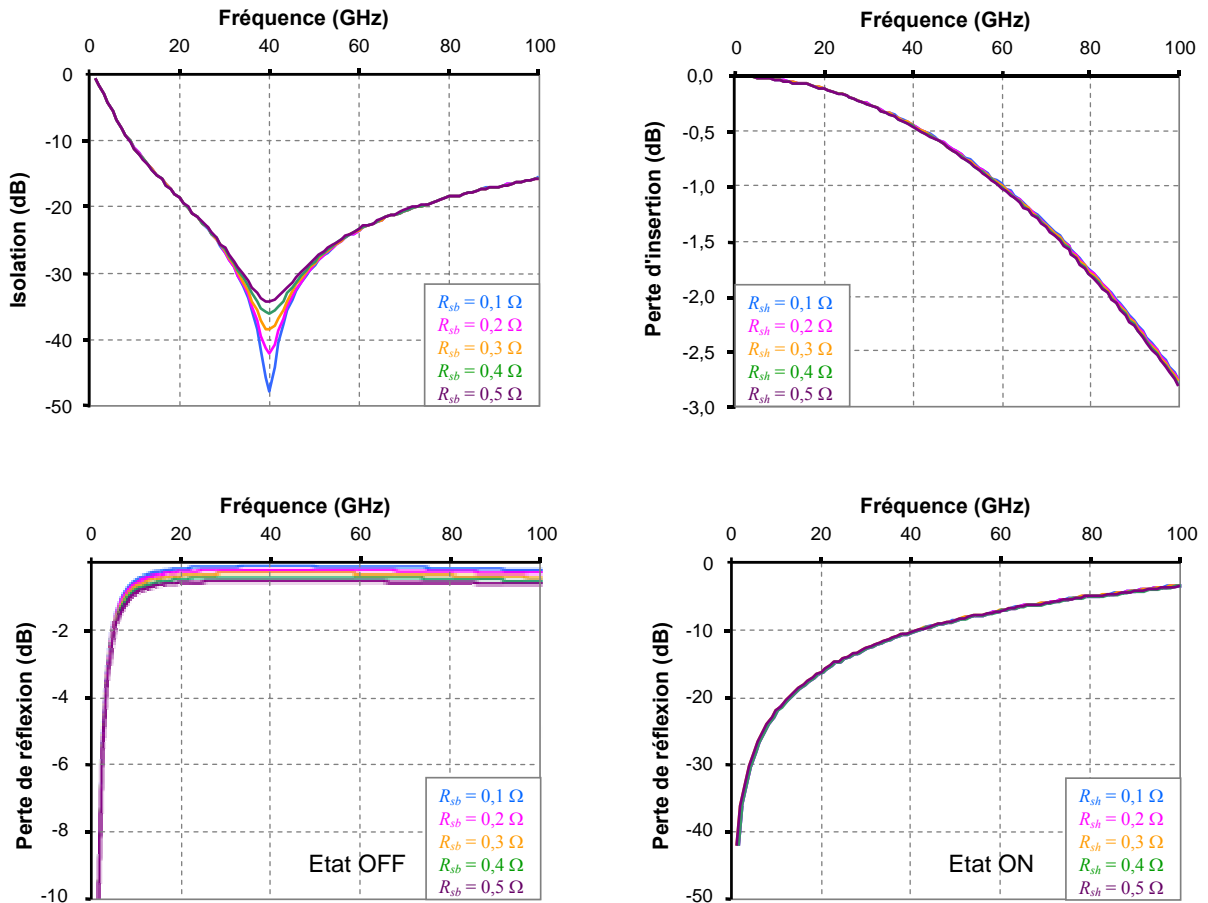 Fréquence (GHz)
0 20 40 60 80 100
Isolation (dB)
0
-10
-20
-30
-40
-50
Rsb = 0,1 Ω
Rsb = 0,2 Ω
Rsb = 0,3 Ω
Rsb = 0,4 Ω
Rsb = 0,5 Ω
Fréquence (GHz)
0 20 40 60 80 100
Perte d'insertion (dB)
0,0
-0,5
-1,0
-1,5
-2,0
-2,5
-3,0
Rsh = 0,1 Ω
Rsh = 0,2 Ω
Rsh = 0,3 Ω
Rsh = 0,4 Ω
Rsh = 0,5 Ω
Fréquence (GHz)
0 20 40 60 80 100
Perte de réflexion (dB)
-2
-4
-6
-8
-10
Rsb = 0,1 Ω
Rsb = 0,2 Ω
Rsb = 0,3 Ω
Rsb = 0,4 Ω
Rsb = 0,5 Ω
Etat OFF
Fréquence (GHz)
0 20 40 60 80 100
Perte de réflexion (dB)
0
-10
-20
-30
-40
-50
Rsh = 0,1 Ω
Rsh = 0,2 Ω
Rsh = 0,3 Ω
Rsh = 0,4 Ω
Rsh = 0,5 Ω
Etat ON